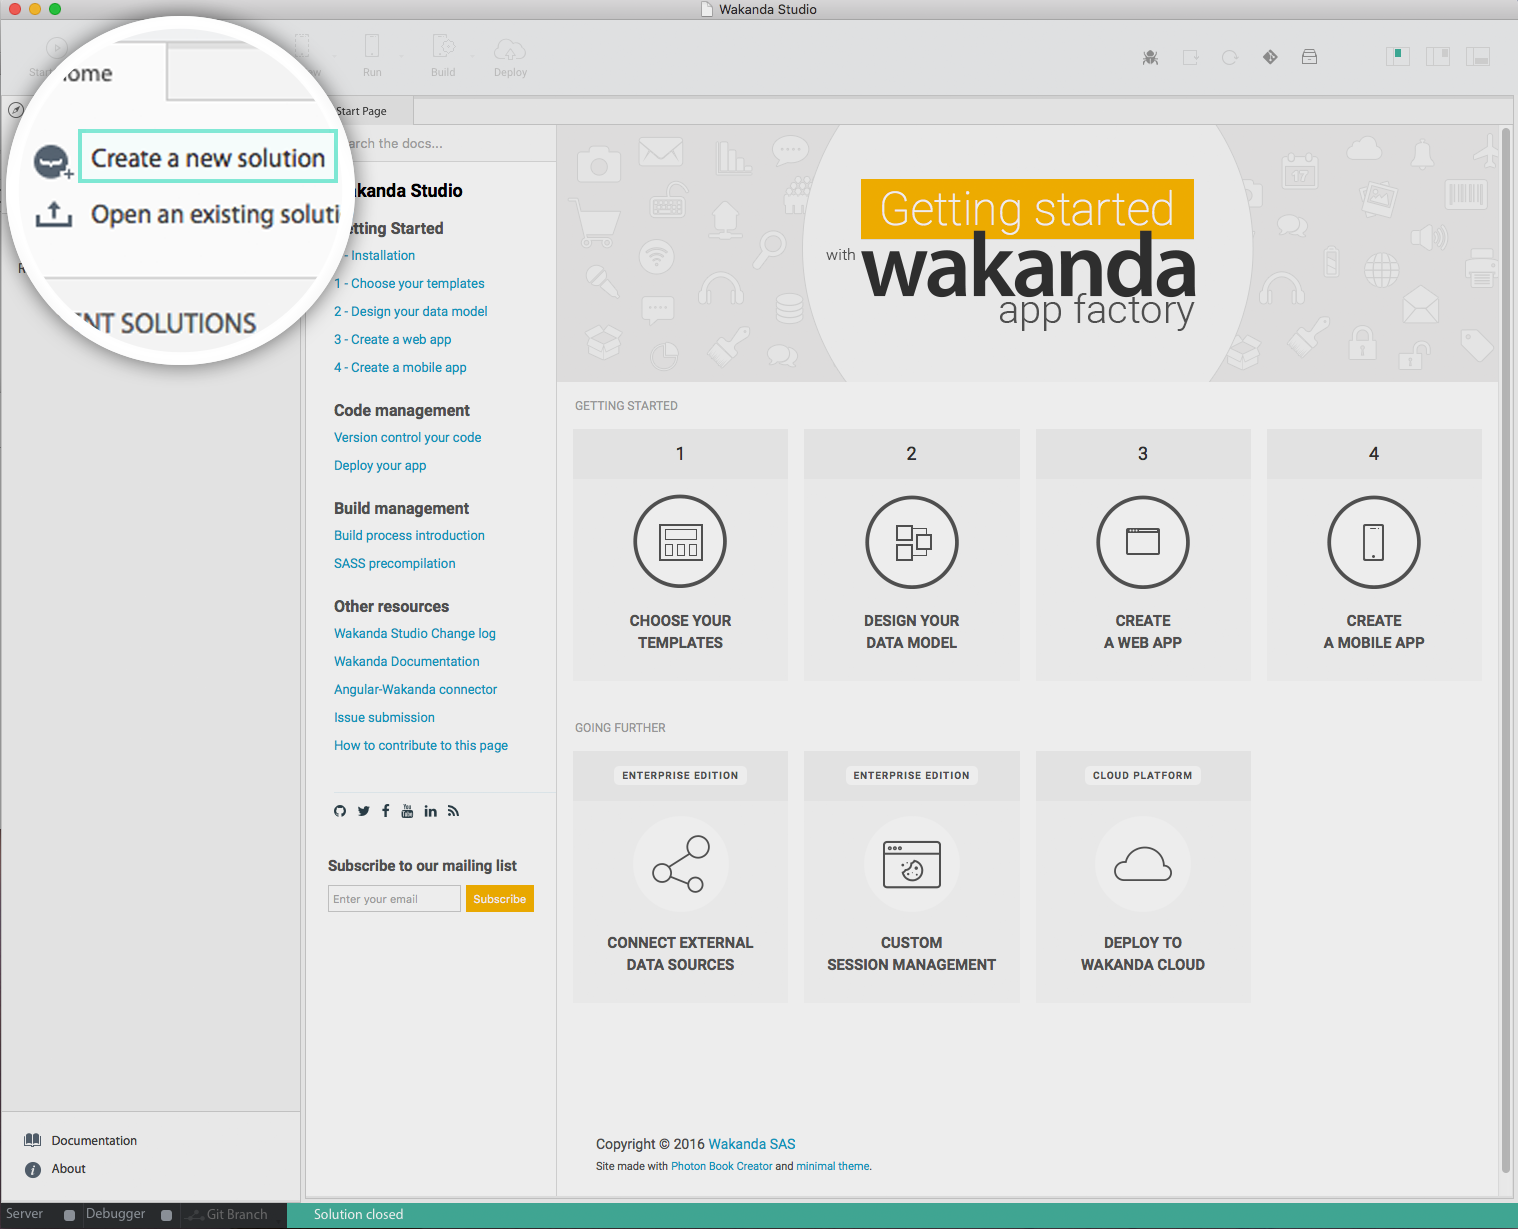 Wakanda Studio
Run
Build
Deploy
Start Page
Create a new solution
Open an existing soluti
SOLUTIONS
the docs...
Studio
Getting started
with
wakanda
app factory
Started
- Installation
1 - Choose your templates
2 - Design your data model
3 - Create a web app
4 - Create a mobile app
Code management
Version control your code
Deploy your app
Build management
Build process introduction
SASS precompilation
Other resources
Wakanda Studio Change log
Wakanda Documentation
Angular-Wakanda connector
Issue submission
How to contribute to this page
Subscribe to our mailing list
Enter your email
Subscribe
GETTING STARTED
1
CHOOSE YOUR
TEMPLATES
2
DESIGN YOUR
DATA MODEL
3
CREATE
A WEB APP
4
CREATE
A MOBILE APP
GOING FURTHER
ENTERPRISE EDITION
CONNECT EXTERNAL
DATA SOURCES
ENTERPRISE EDITION
CUSTOM
SESSION MANAGEMENT
CLOUD PLATFORM
DEPLOY TO
WAKANDA CLOUD
Copyright © 2016 Wakanda SAS
Site made with Photon Book Creator and minimal theme.
Documentation
About
Server
Debugger
Git Branch
Solution closed
17